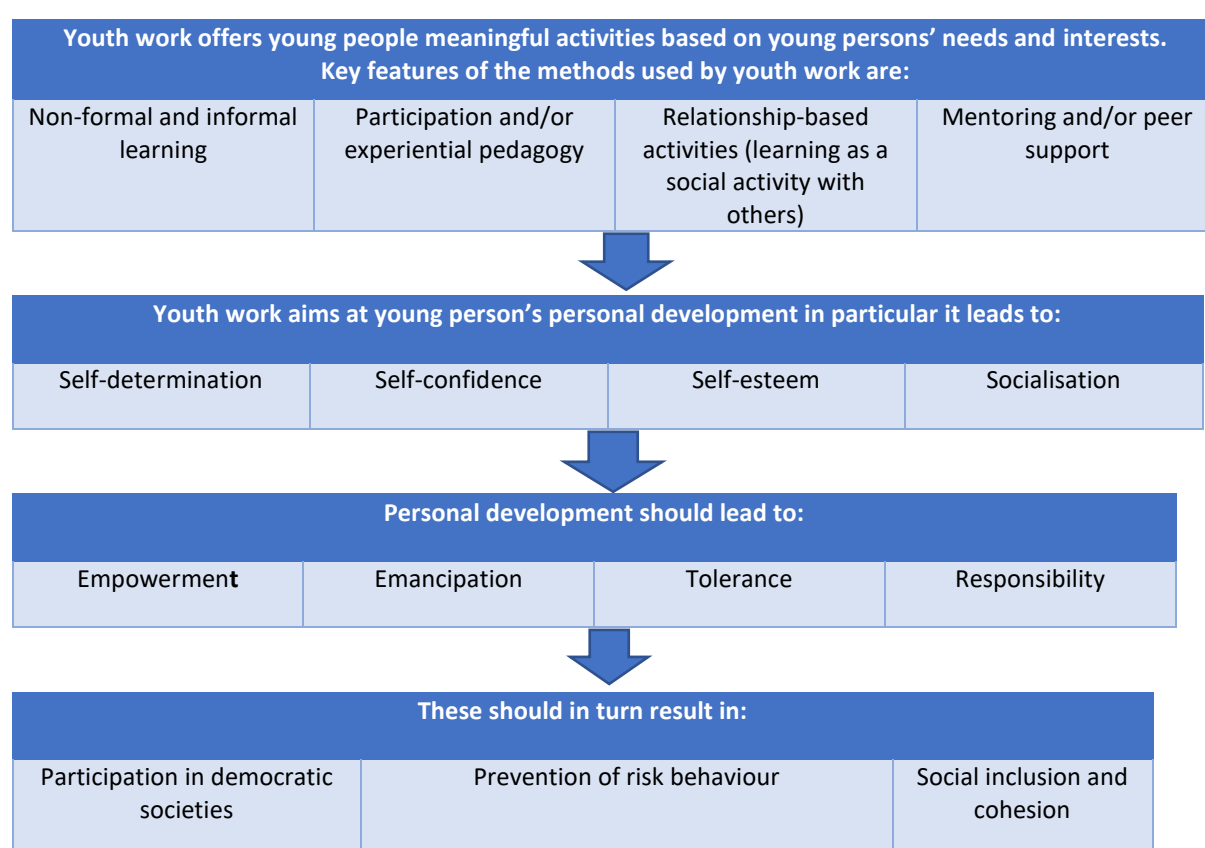 Youth work offers young people meaningful activities based on young persons’ needs and interests.
Key features of the methods used by youth work are:
Non-formal and informal
learning
Participation and/or
experiential pedagogy
Relationship-based
activities (learning as a
social activity with
others)
Mentoring and/or peer
support
Youth work aims at young person’s personal development in particular it leads to:
Self-determination
Self-confidence
Self-esteem
Socialisation
Personal development should lead to:
Empowerment
Emancipation
Tolerance
Responsibility
These should in turn result in:
Participation in democratic
societies
Prevention of risk behaviour
Social inclusion and
cohesion